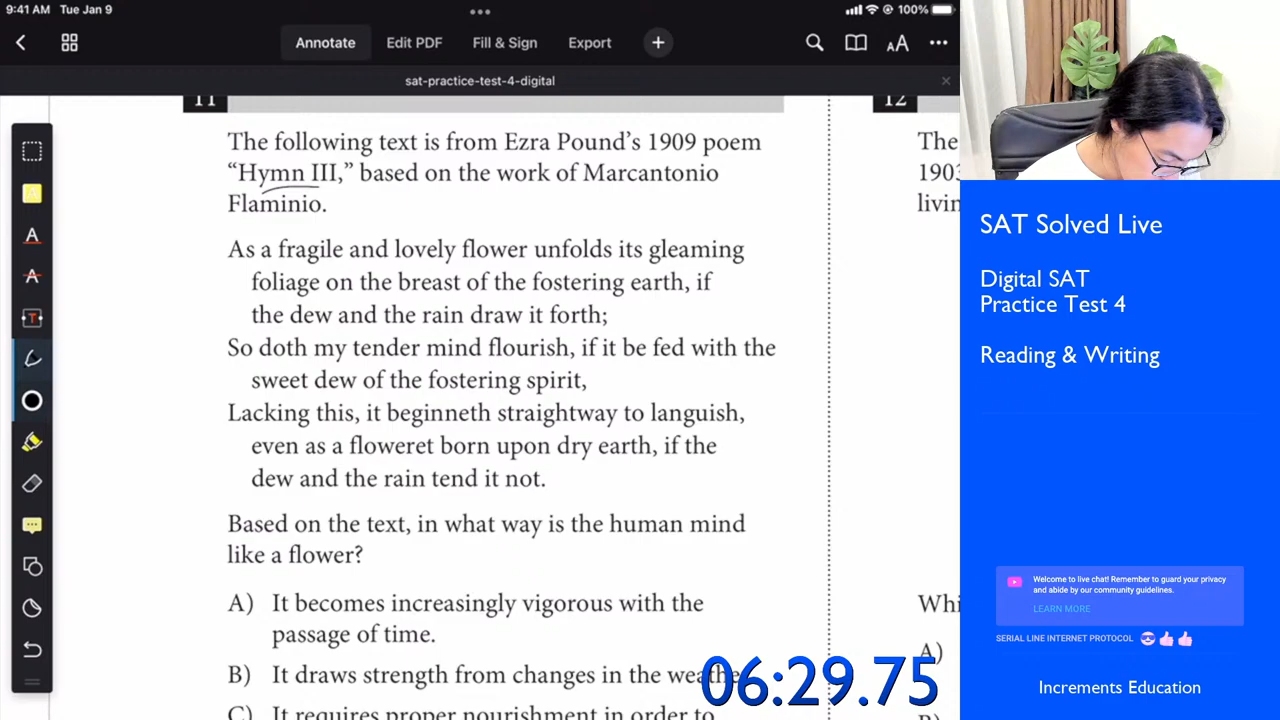 9:41 AM Tue Jan 9
100%
Annotate
Edit PDF
Fill & Sign
Export
sat-practice-test-4-digital
11
12
The following text is from Ezra Pound’s 1909 poem
“Hymn III,” based on the work of Marcantonio
Flaminio.
As a fragile and lovely flower unfolds its gleaming
foliage on the breast of the fostering earth, if
the dew and the rain draw it forth;
So doth my tender mind flourish, if it be fed with the
sweet dew of the fostering spirit,
Lacking this, it beginneth straightway to languish,
even as a floweret born upon dry earth, if the
dew and the rain tend it not.
Based on the text, in what way is the human mind
like a flower?
A) It becomes increasingly vigorous with the
passage of time.
B) It draws strength from changes in the weathe
C) It requires proper nourishment in order to
The
1903
livin
Whi
A)
B)
06:29.75
SAT Solved Live
Digital SAT
Practice Test 4
Reading & Writing
Welcome to live chat! Remember to guard your privacy
and abide by our community guidelines.
LEARN MORE
SERIAL LINE INTERNET PROTOCOL
Increments Education